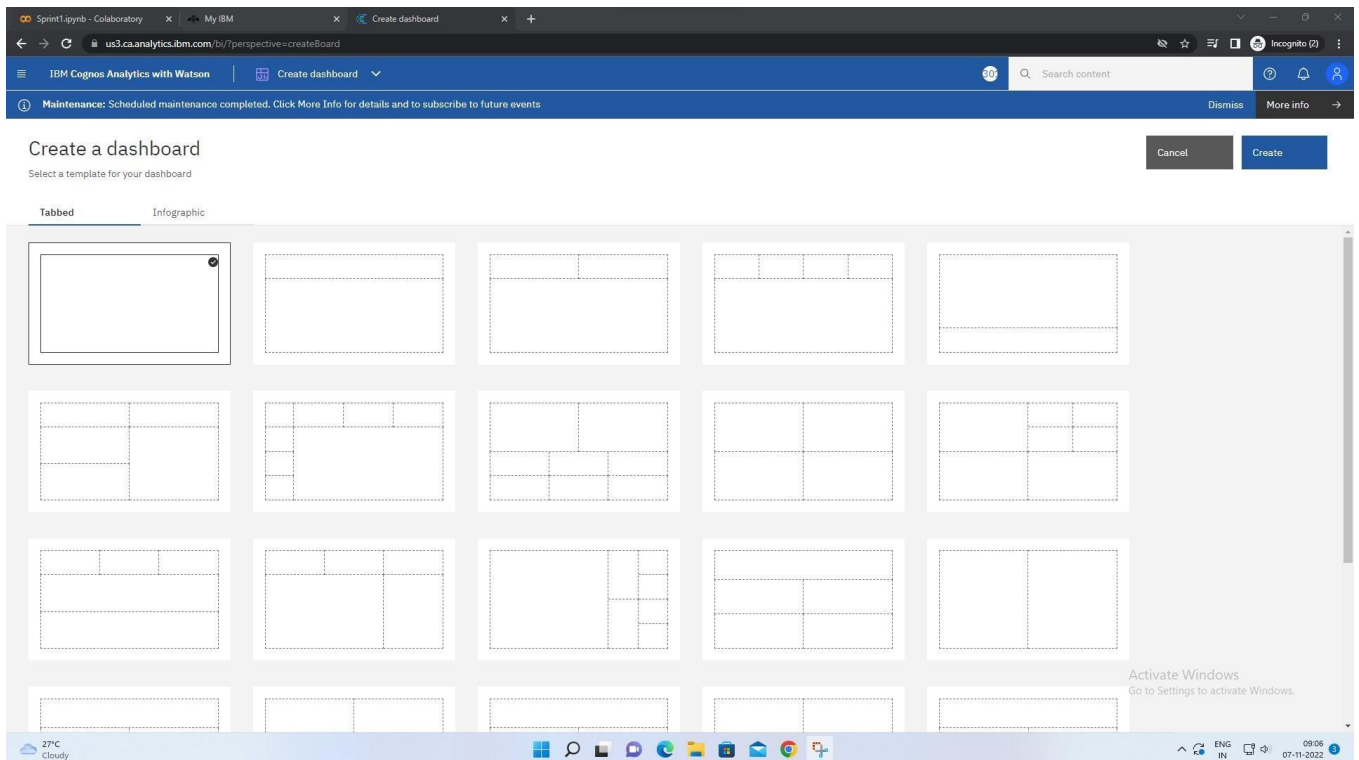 Sprint1.ipynb - Colaboratory
My IBM
Create dashboard
us3.ca.analytics.ibm.com/bi/?perspective=createBoard
Incognito (2)
IBM Cognos Analytics with Watson
Create dashboard
30
Search content
Maintenance: Scheduled maintenance completed. Click More Info for details and to subscribe to future events
Dismiss
More info
Create a dashboard
Select a template for your dashboard
Cancel
Create
Tabbed
Infographic
Activate Windows
Go to Settings to activate Windows.
27°C
Cloudy
ENG
IN
09:06
07-11-2022
3